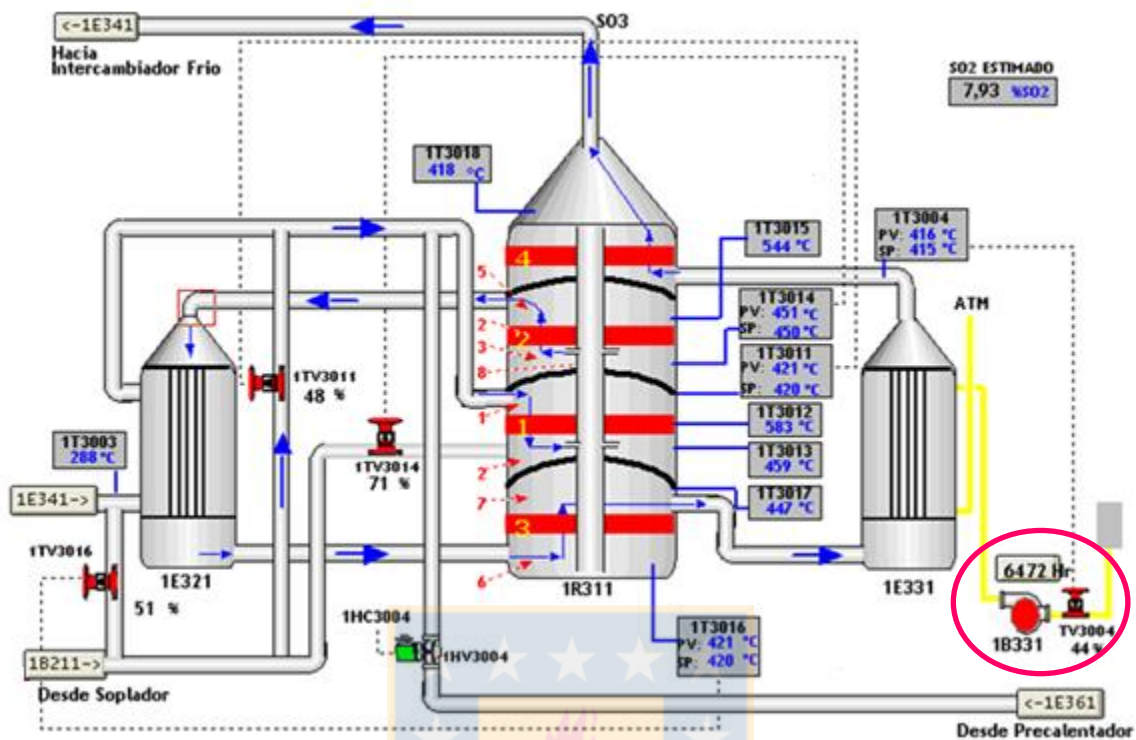 <-1E341
Hacia
Intercambiador Frio
SO3
SO2 ESTIMADO
7,93 %SO2
1T3018
418 °C
1T3015
544 °C
1T3004
PV: 416 °C
SP: 415 °C
ATM
1T3014
PV: 451 °C
SP: 450 °C
1T3011
PV: 421 °C
SP: 420 °C
1T3012
583 °C
1T3013
459 °C
1T3017
447 °C
4
5
2
2
3
8
1
1
2
7
3
6
1TV3011
48 %
1TV3014
71 %
1T3003
288 °C
1E341->
1TV3016
51 %
1E321
1R311
1E331
6472 Hr
1B331
TV3004
44 %
1HC3004
1HV3004
1T3016
PV: 421 °C
SP: 420 °C
1B211->
Desde Soplador
<-1E361
Desde Precalentador